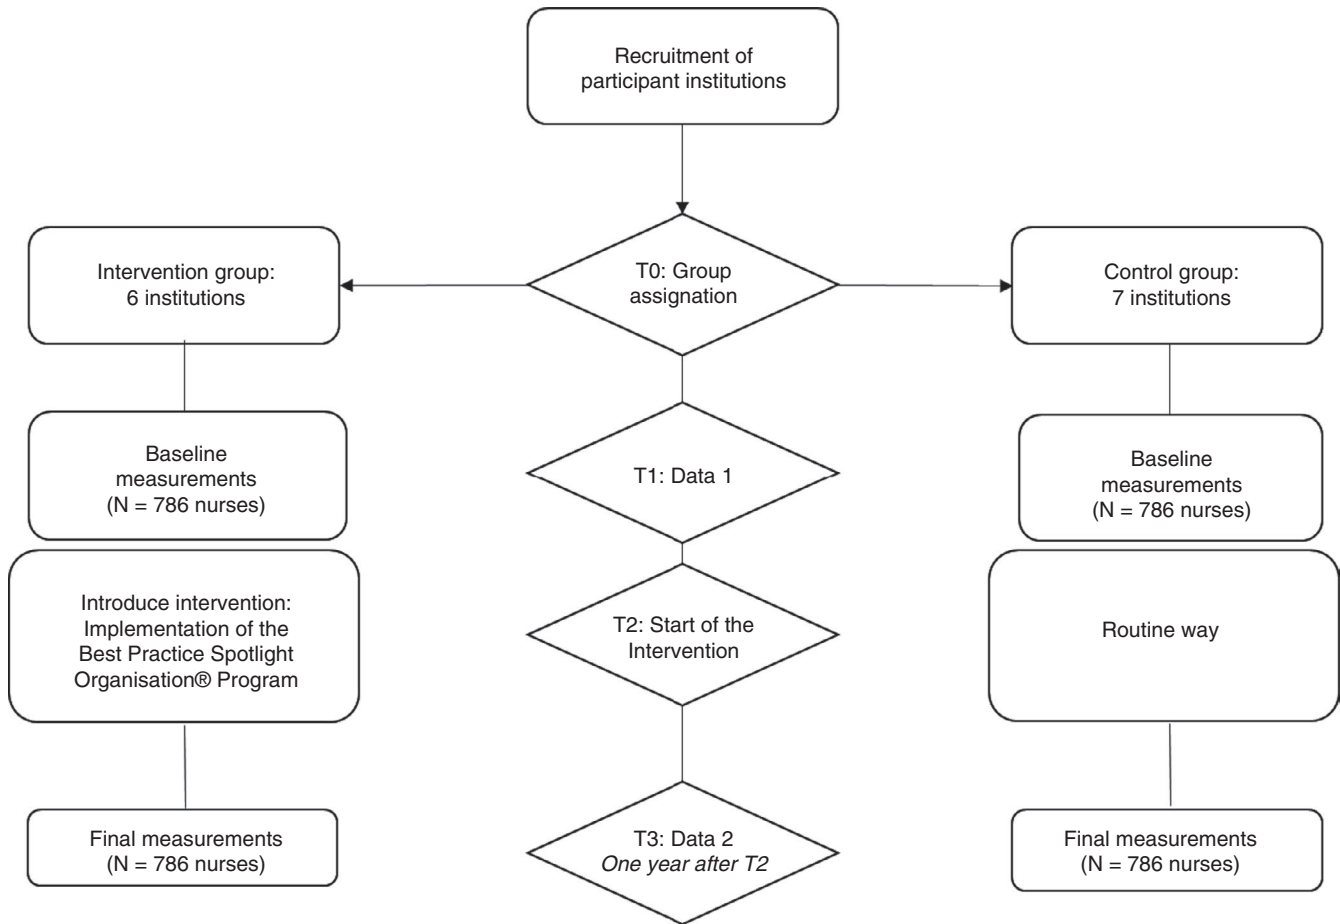 Recruitment of
participant institutions
Intervention group:
6 institutions
T0: Group
assignation
Control group:
7 institutions
Baseline
measurements
(N = 786 nurses)
T1: Data 1
Baseline
measurements
(N = 786 nurses)
Introduce intervention:
Implementation of the
Best Practice Spotlight
Organisation® Program
T2: Start of the
Intervention
Routine way
Final measurements
(N = 786 nurses)
T3: Data 2
One year after T2
Final measurements
(N = 786 nurses)